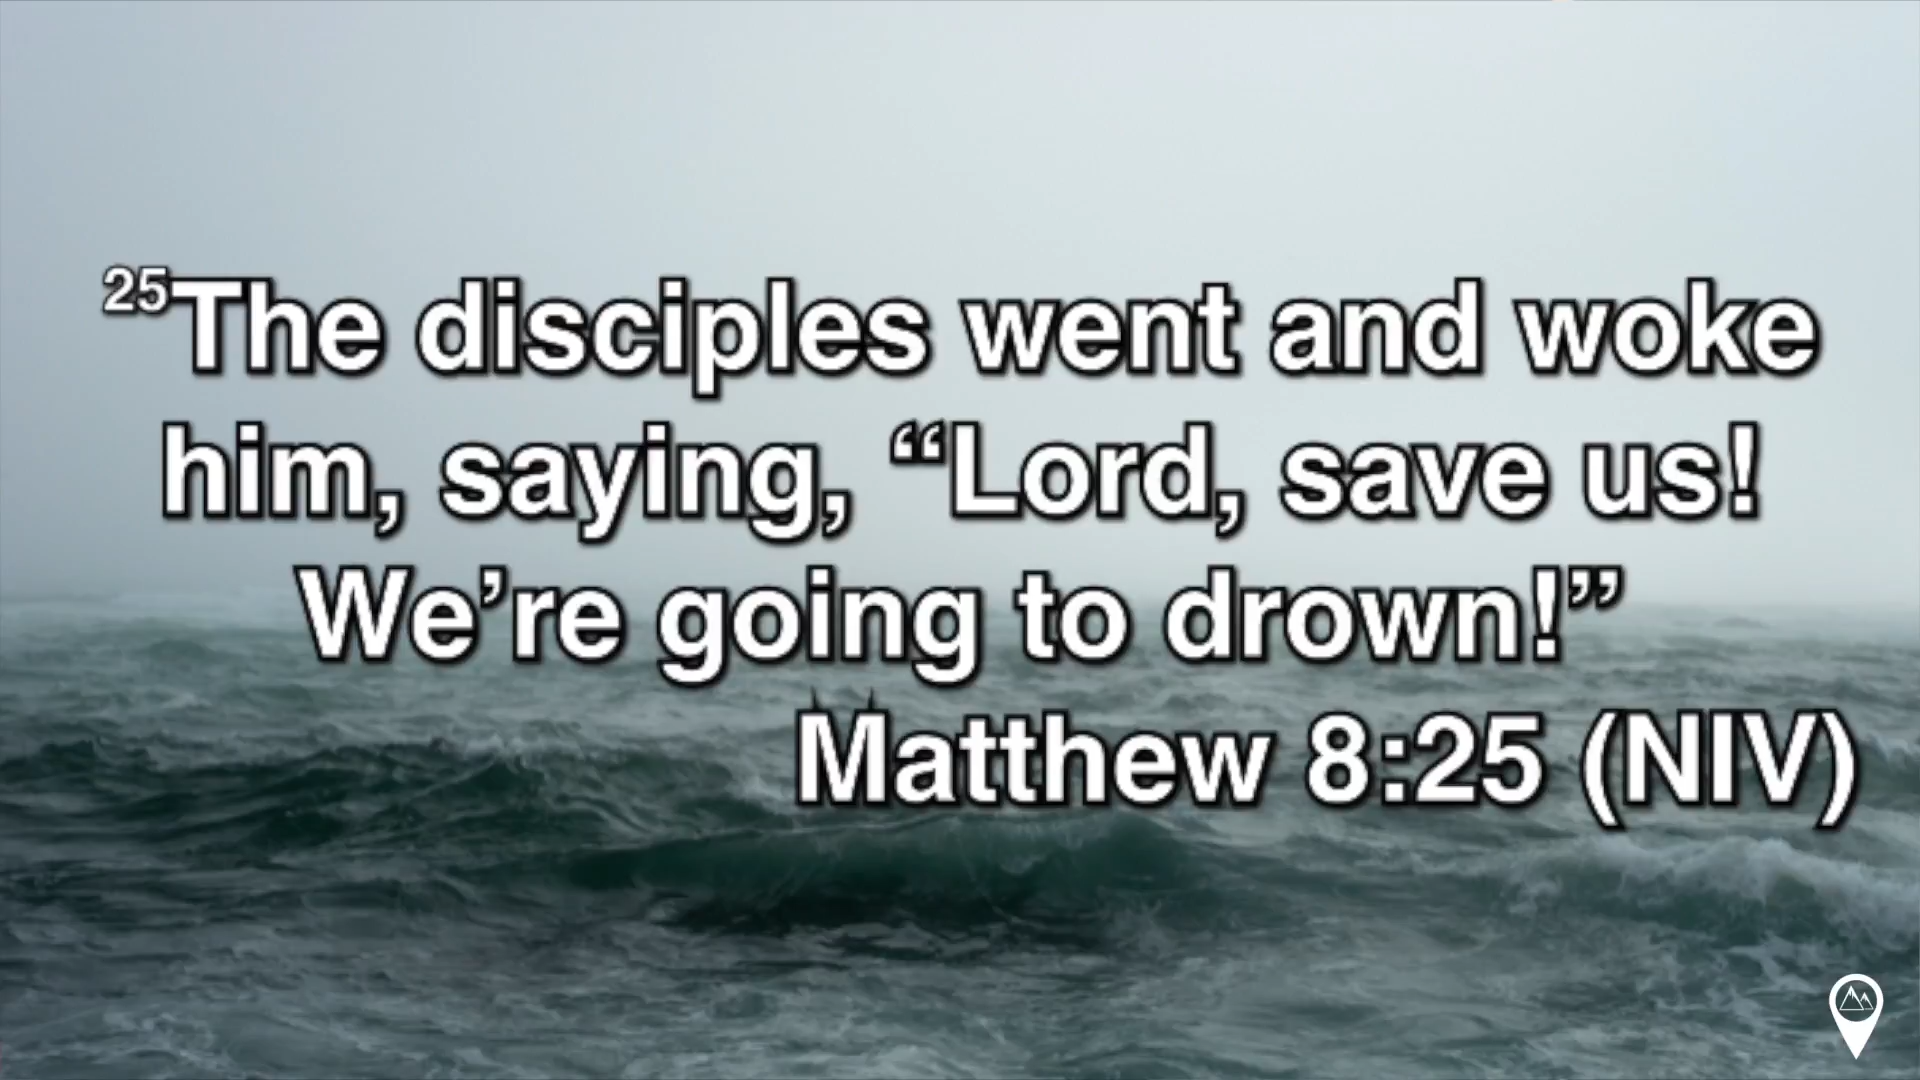 25The disciples went and woke
him, saying, “Lord, save us!
We’re going to drown!”
Matthew 8:25 (NIV)